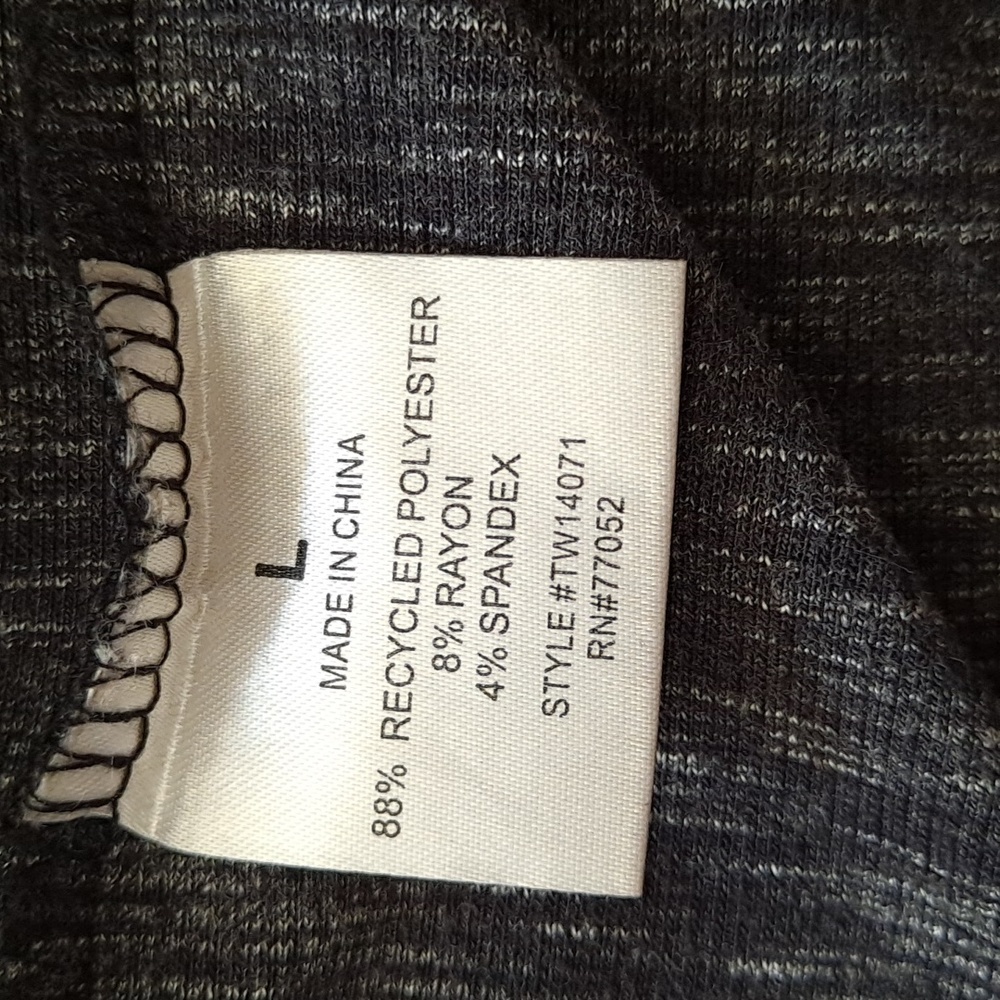 L
MADE IN CHINA
88% RECYCLED POLYESTER
8% RAYON
4% SPANDEX
STYLE #TW14071
RN#77052